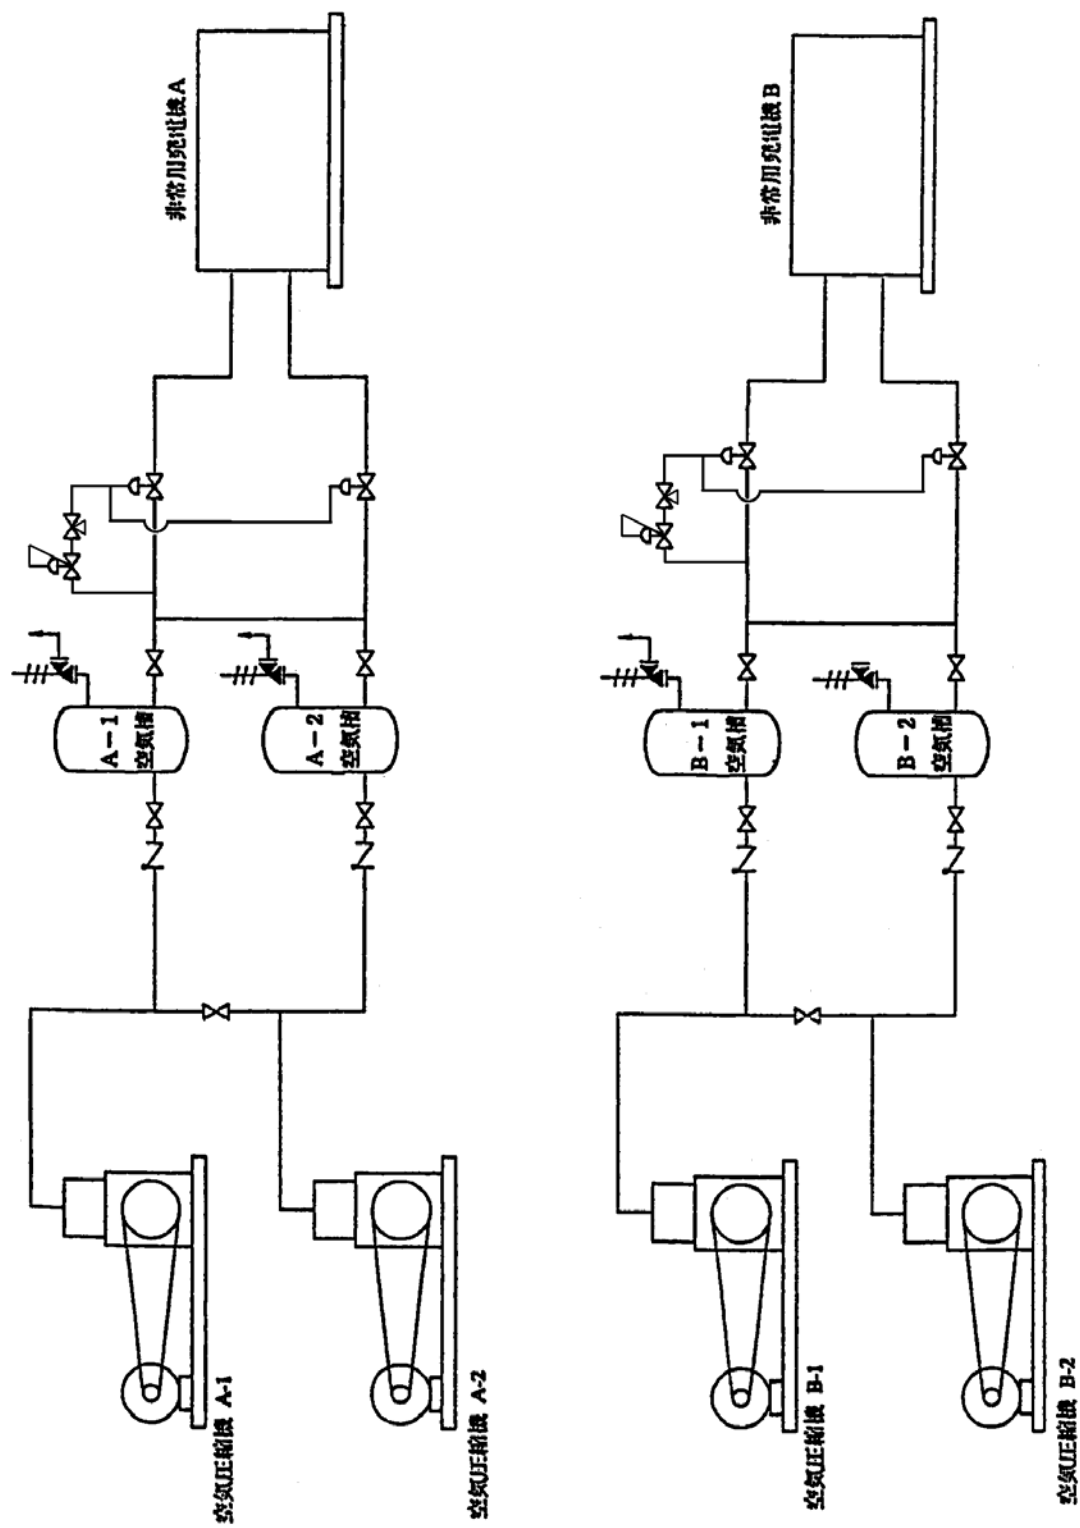 非常用発電機 A
非常用発電機 B
A－1
空気槽
A－2
空気槽
B－1
空気槽
B－2
空気槽
空気圧縮機 A-1
空気圧縮機 A-2
空気圧縮機 B-1
空気圧縮機 B-2